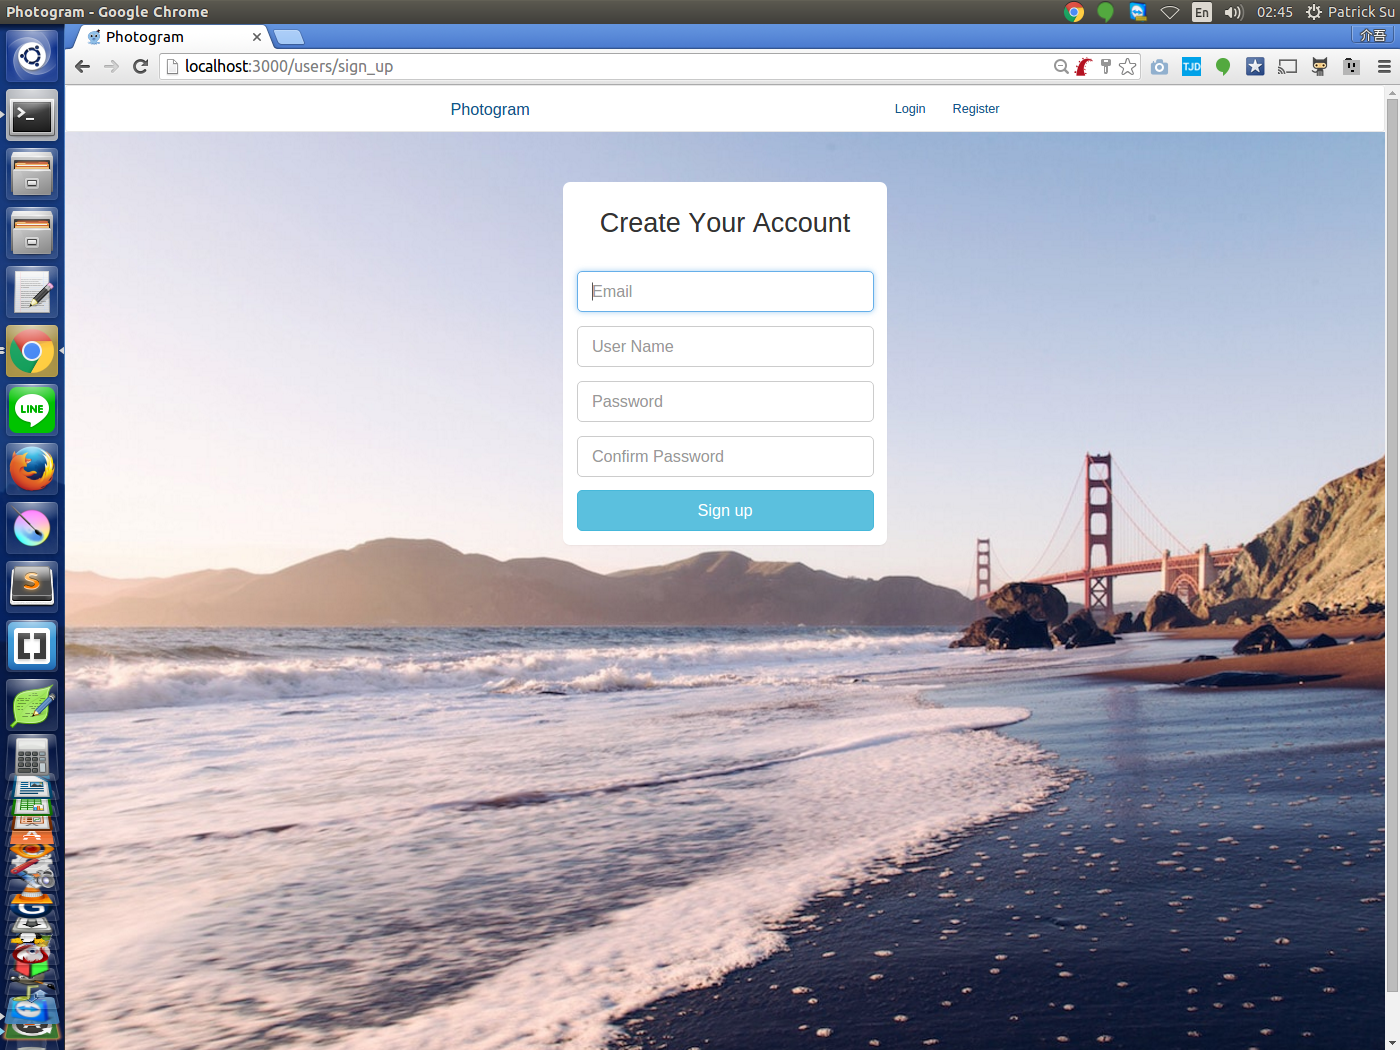 Photogram - Google Chrome
En
02:45
Patrick Su
Photogram
介吾
localhost:3000/users/sign_up
TJD
Photogram
Login
Register
Create Your Account
Email
User Name
Password
Confirm Password
Sign up
LINE
S